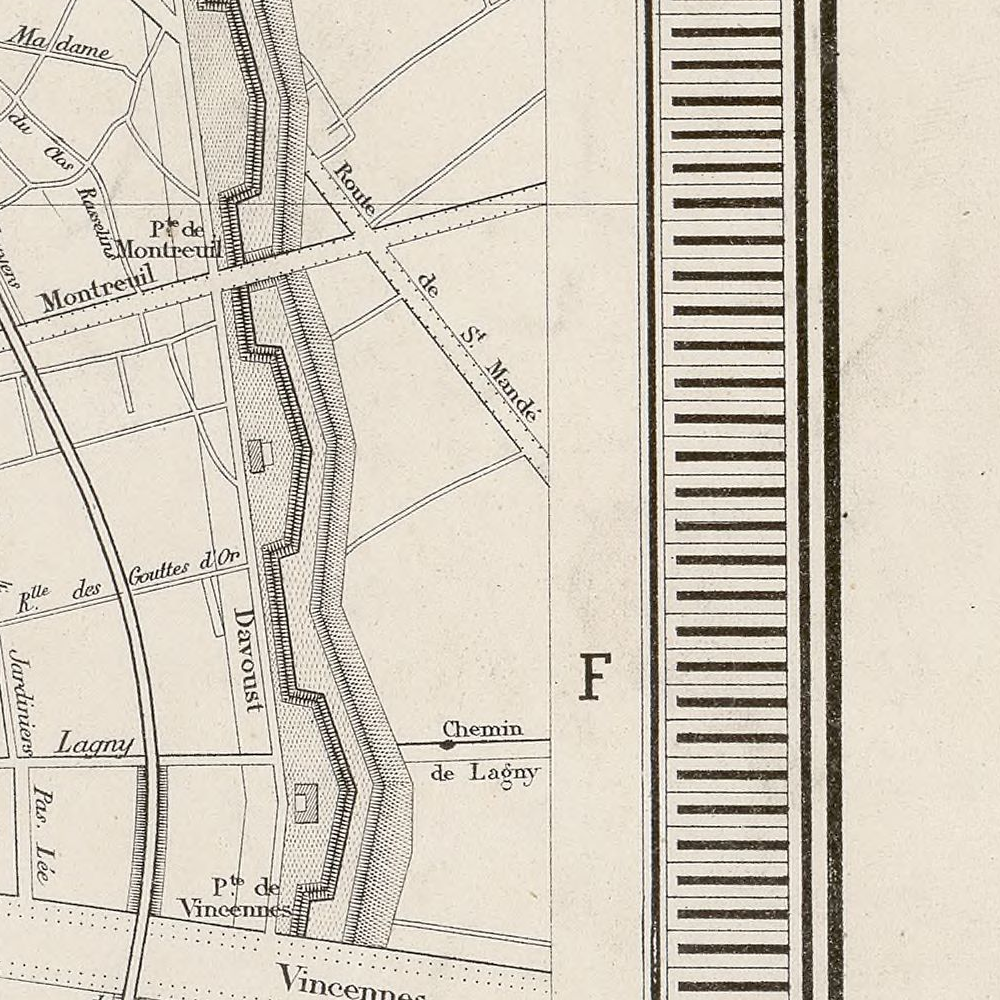 Madame
du Clos
Rasselins
Route
de
St Mandé
Pte de
Montreuil
Montreuil
Rlle des Gouttes d'Or
Davoust
Jardiniers
F
Lagny
Chemin
de Lagny
Pas. Lée
Pte de
Vincennes
Vincennes